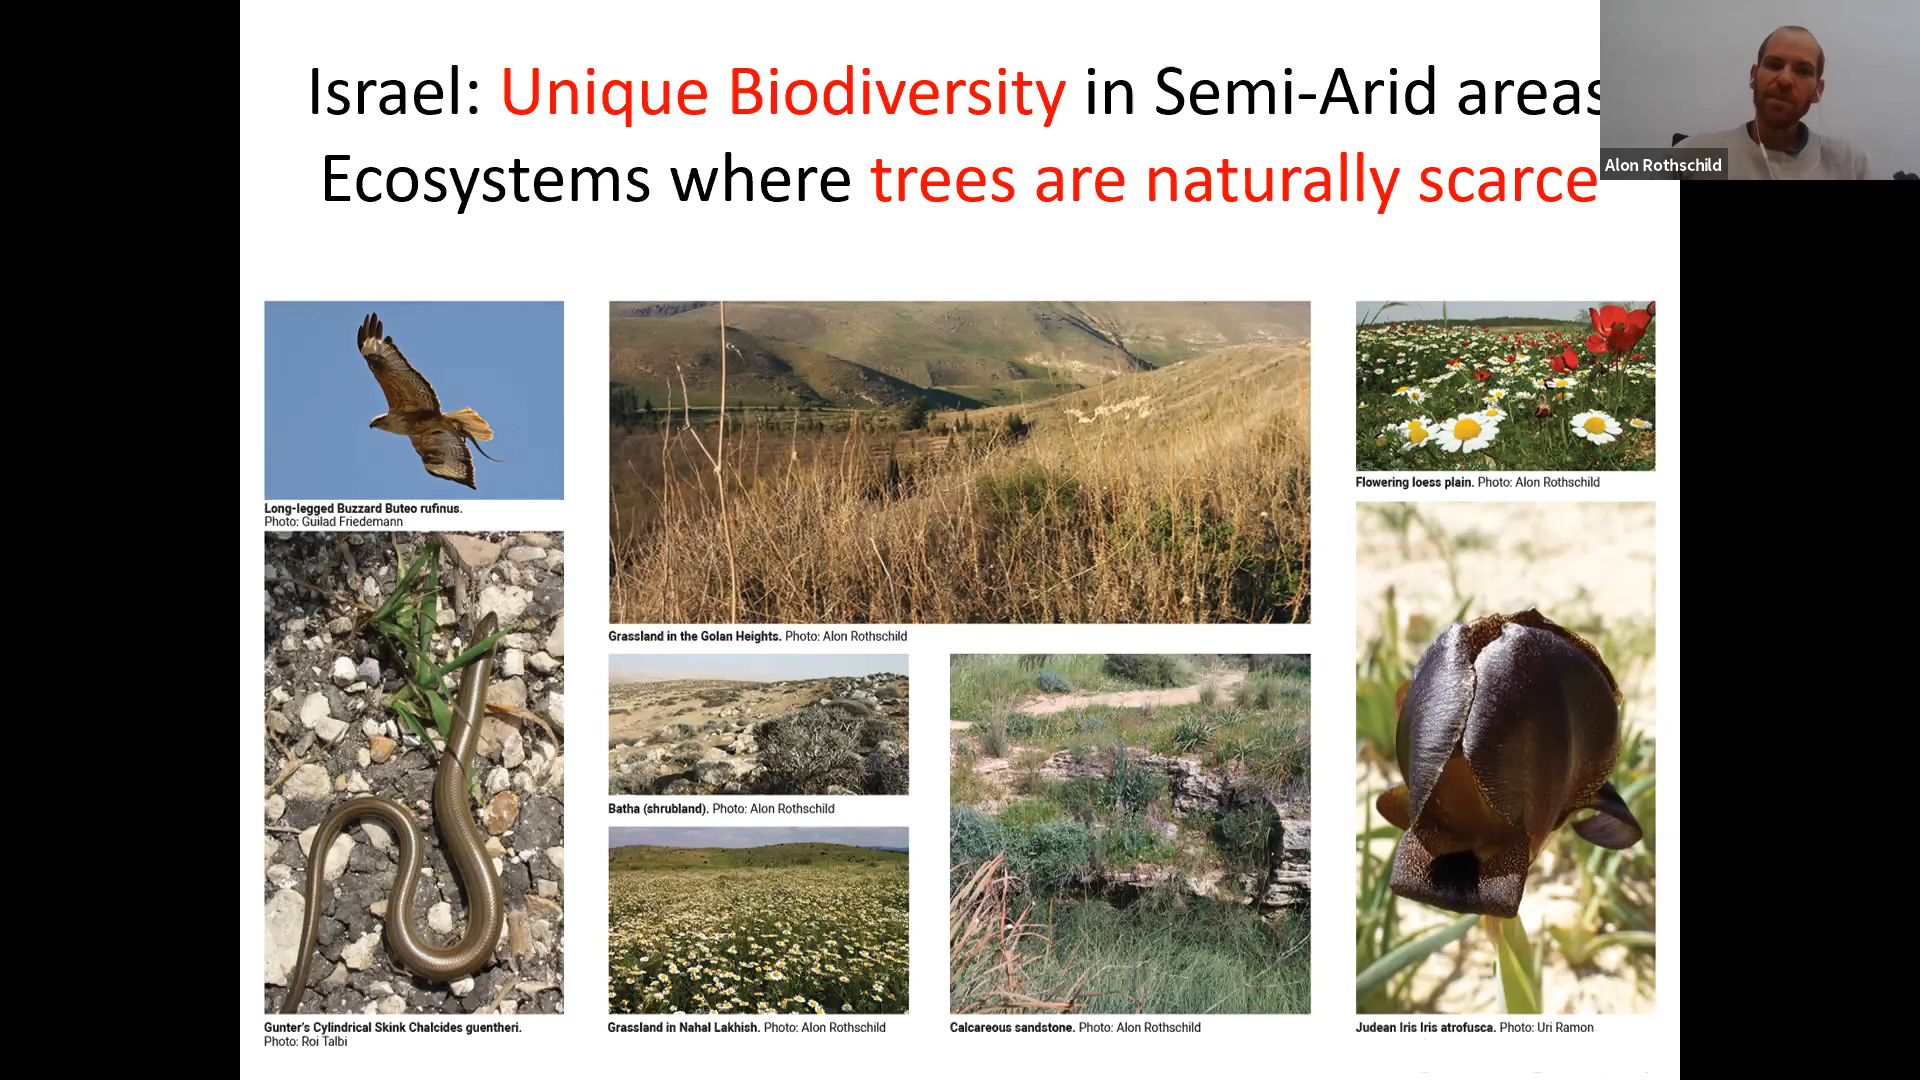 Israel: Unique Biodiversity in Semi-Arid areas
Ecosystems where trees are naturally scarce
Alon Rothschild
Long-legged Buzzard Buteo rufinus.
Photo: Guilad Friedemann
Gunter's Cylindrical Skink Chalcides guentheri.
Photo: Roi Talbi
Grassland in the Golan Heights. Photo: Alon Rothschild
Batha (shrubland). Photo: Alon Rothschild
Grassland in Nahal Lakhish. Photo: Alon Rothschild
Calcareous sandstone. Photo: Alon Rothschild
Flowering loess plain. Photo: Alon Rothschild
Judean Iris Iris atrofusca. Photo: Uri Ramon